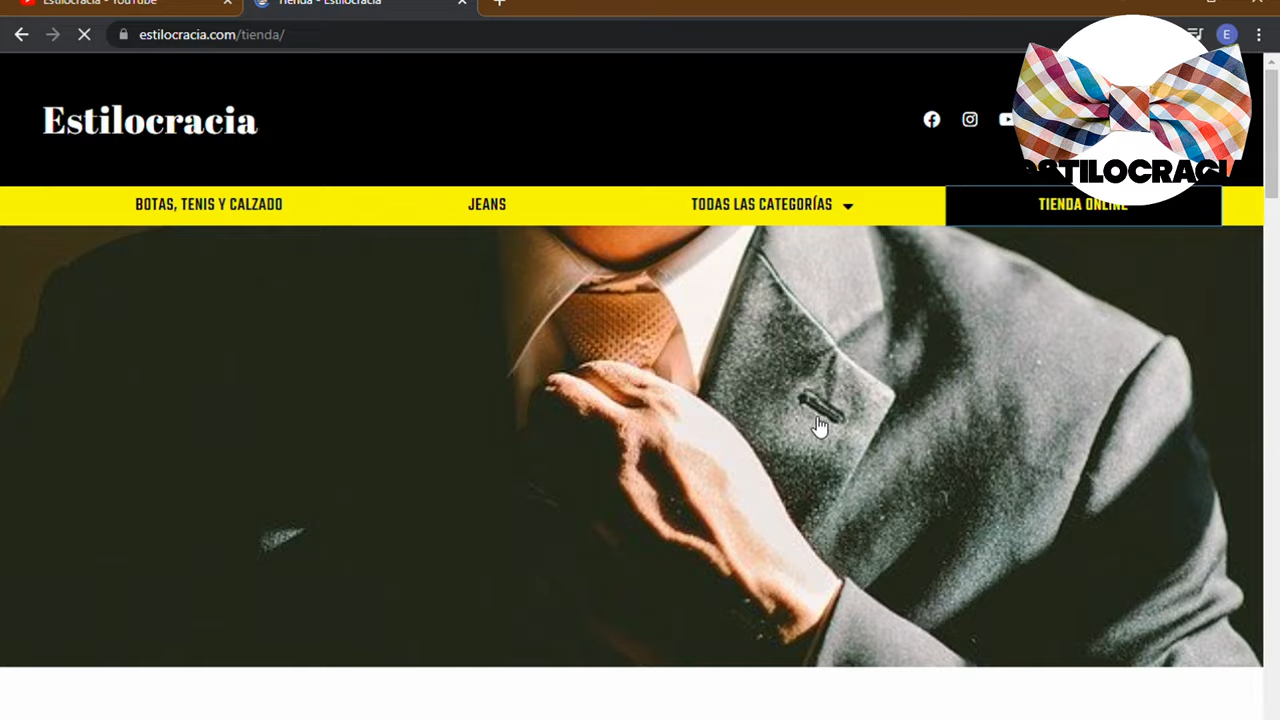 Estilocracia - YouTube
Tienda - Estilocracia
estilocracia.com/tienda/
E
Estilocracia
ESTILOCRACI
BOTAS, TENIS Y CALZADO
JEANS
TODAS LAS CATEGORÍAS
TIENDA ONLINE